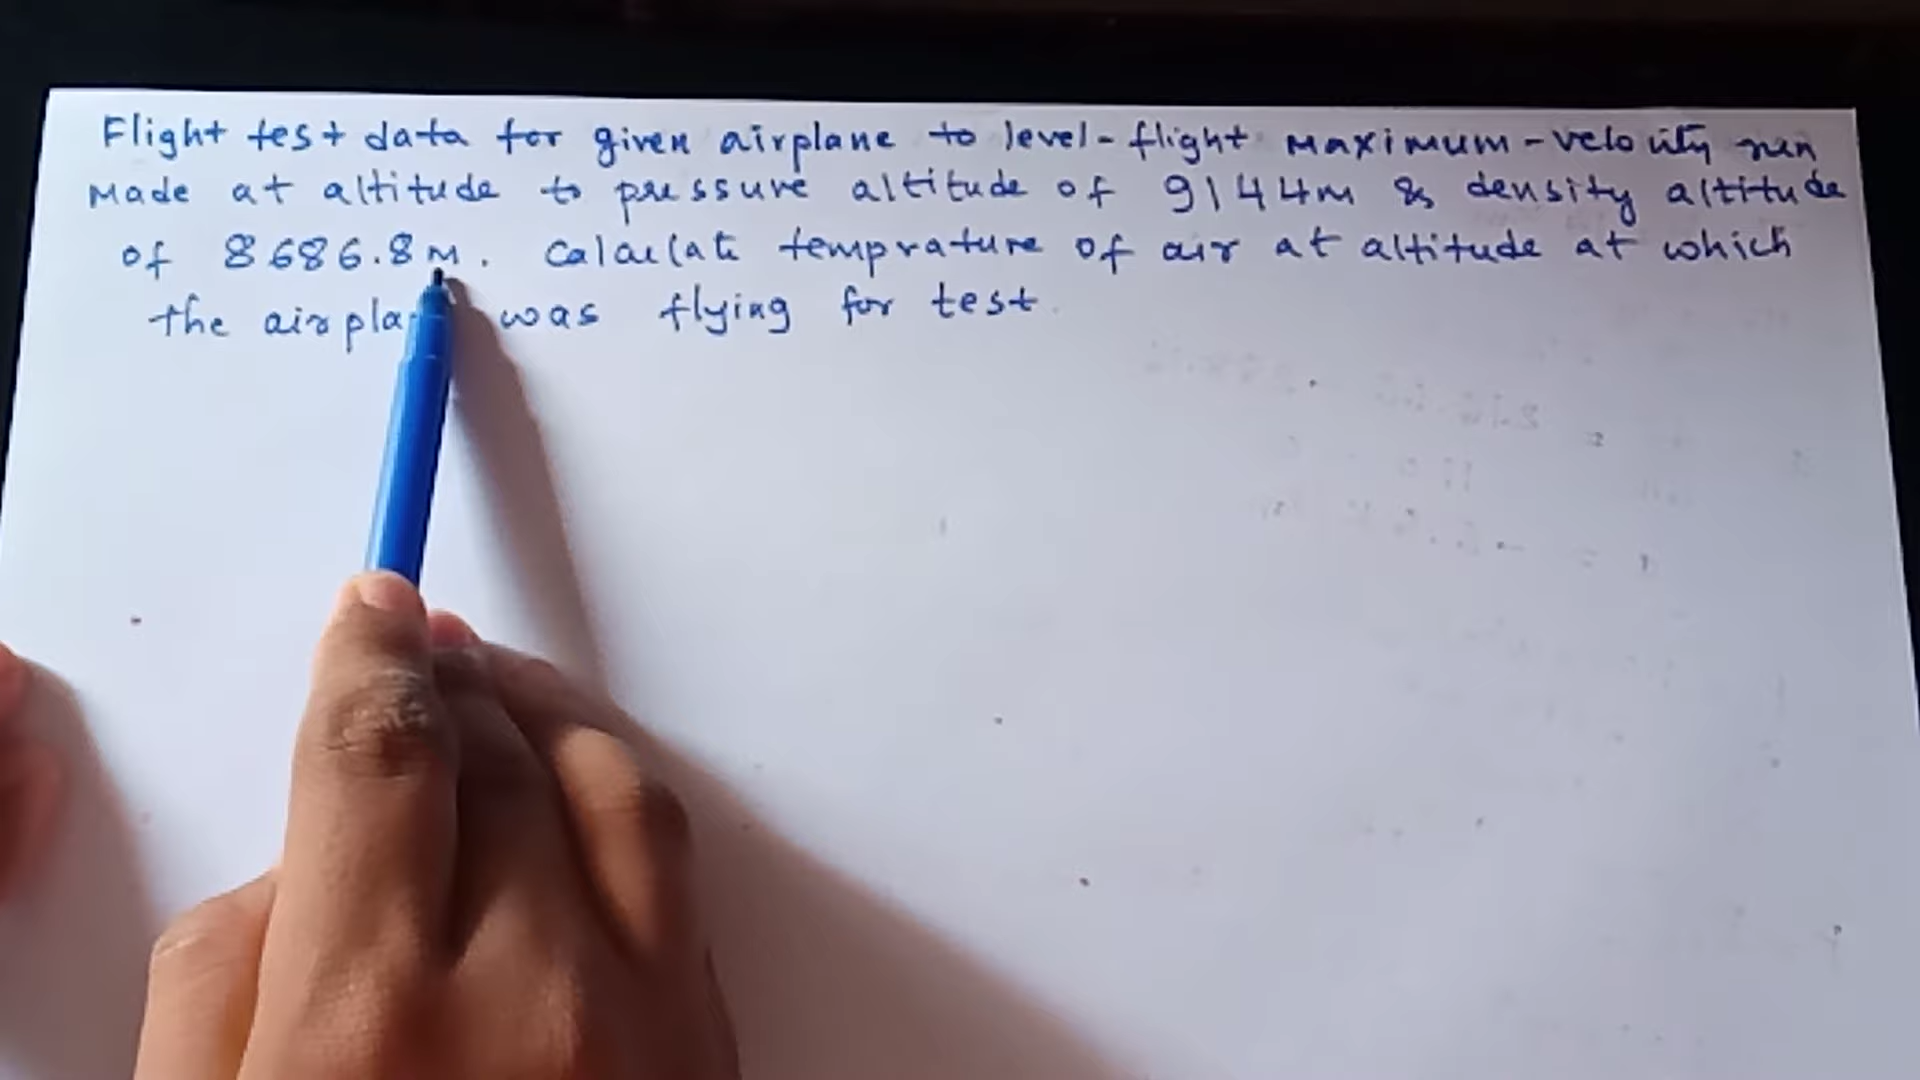 Flight test data for given airplane to level-flight maximum-velocity run
made at altitude to pressure altitude of 9144m & density altitude
of 8686.8m. Calculate temprature of air at altitude at which
the airplan was flying for test.